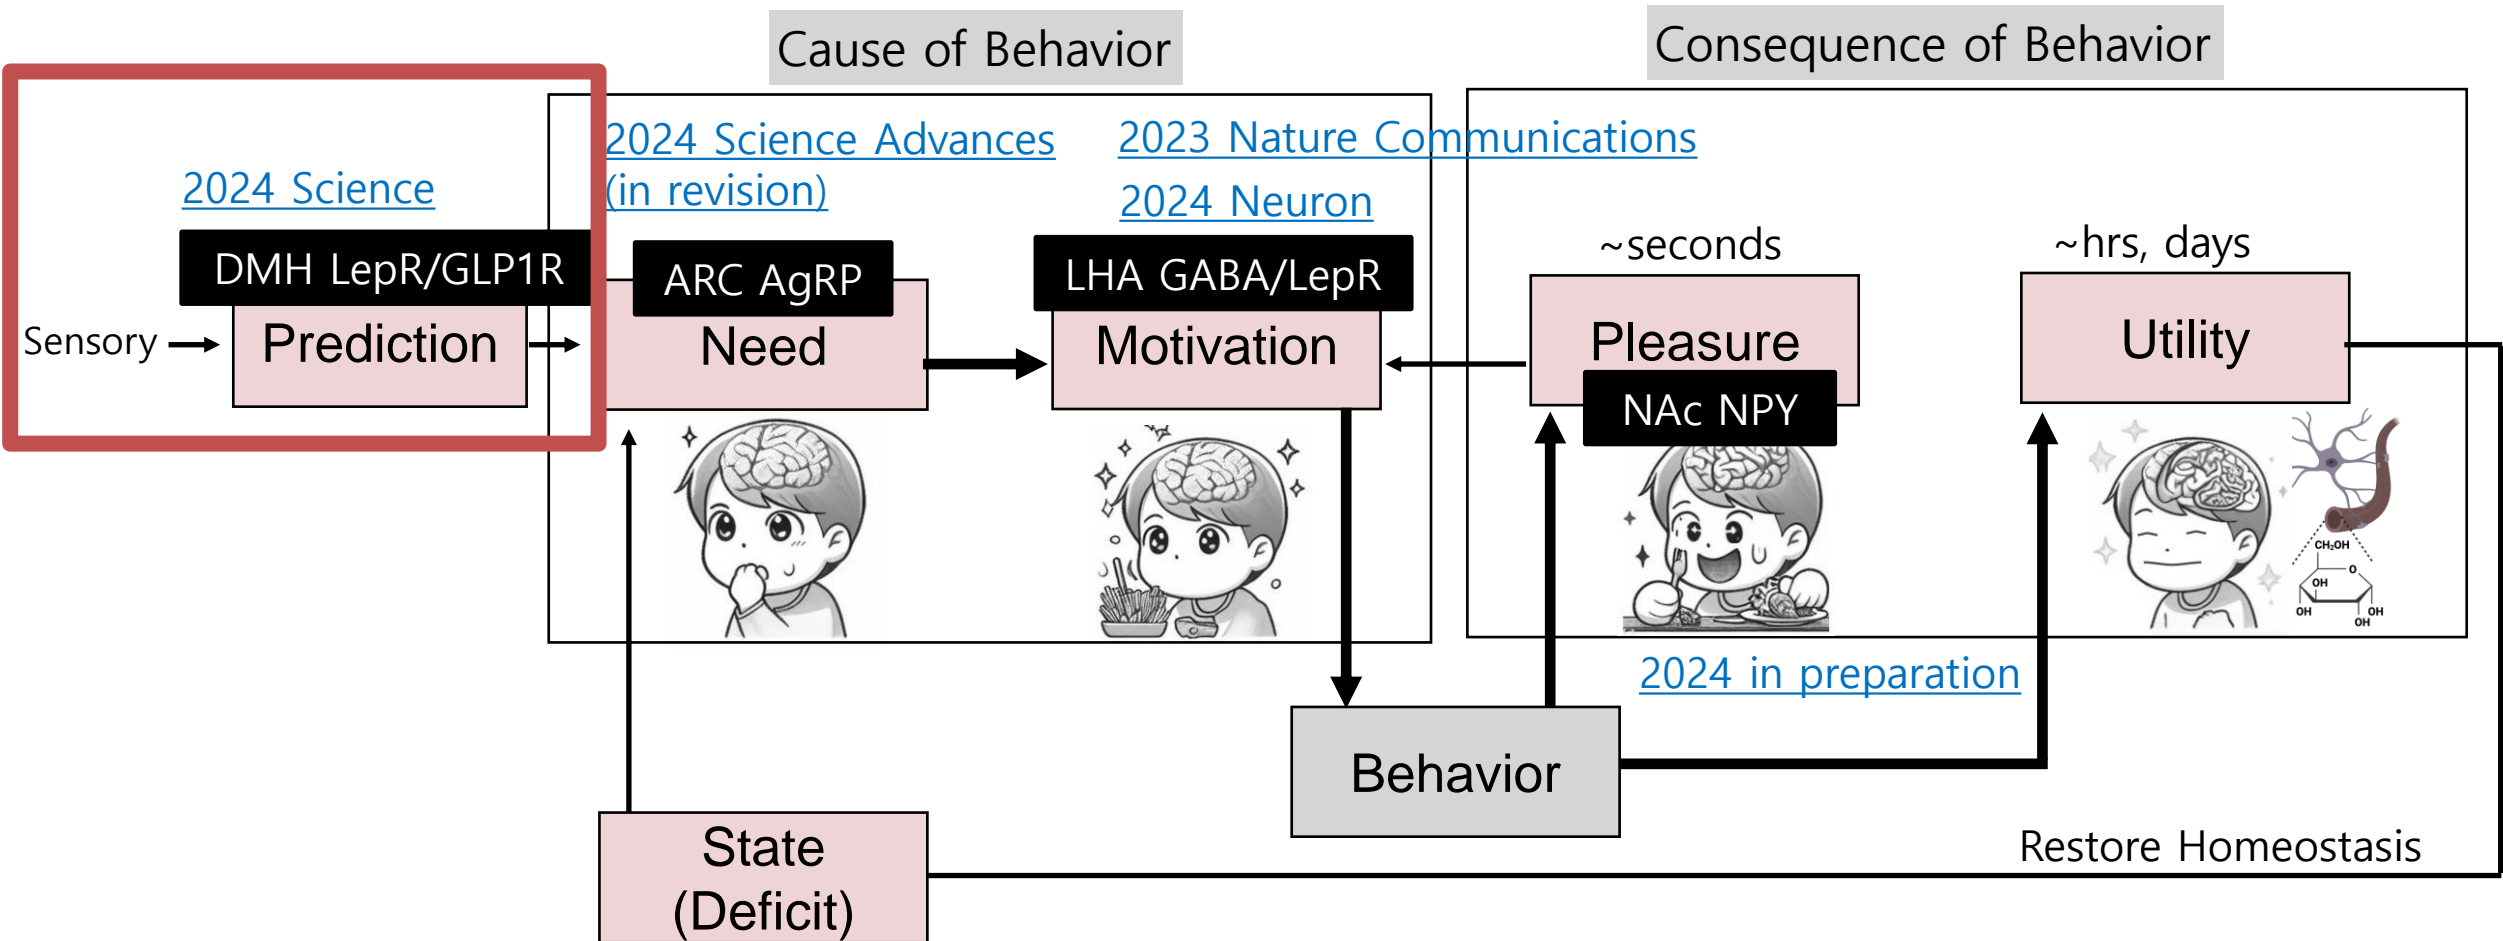 Cause of Behavior
Consequence of Behavior
2024 Science
2024 Science Advances
(in revision)
2023 Nature Communications
2024 Neuron
DMH LepR/GLP1R
ARC AgRP
LHA GABA/LepR
~seconds
~hrs, days
Sensory
Prediction
Need
Motivation
Pleasure
NAc NPY
Utility
CH₂OH
O
OH
OH
OH
OH
2024 in preparation
Behavior
State
(Deficit)
Restore Homeostasis